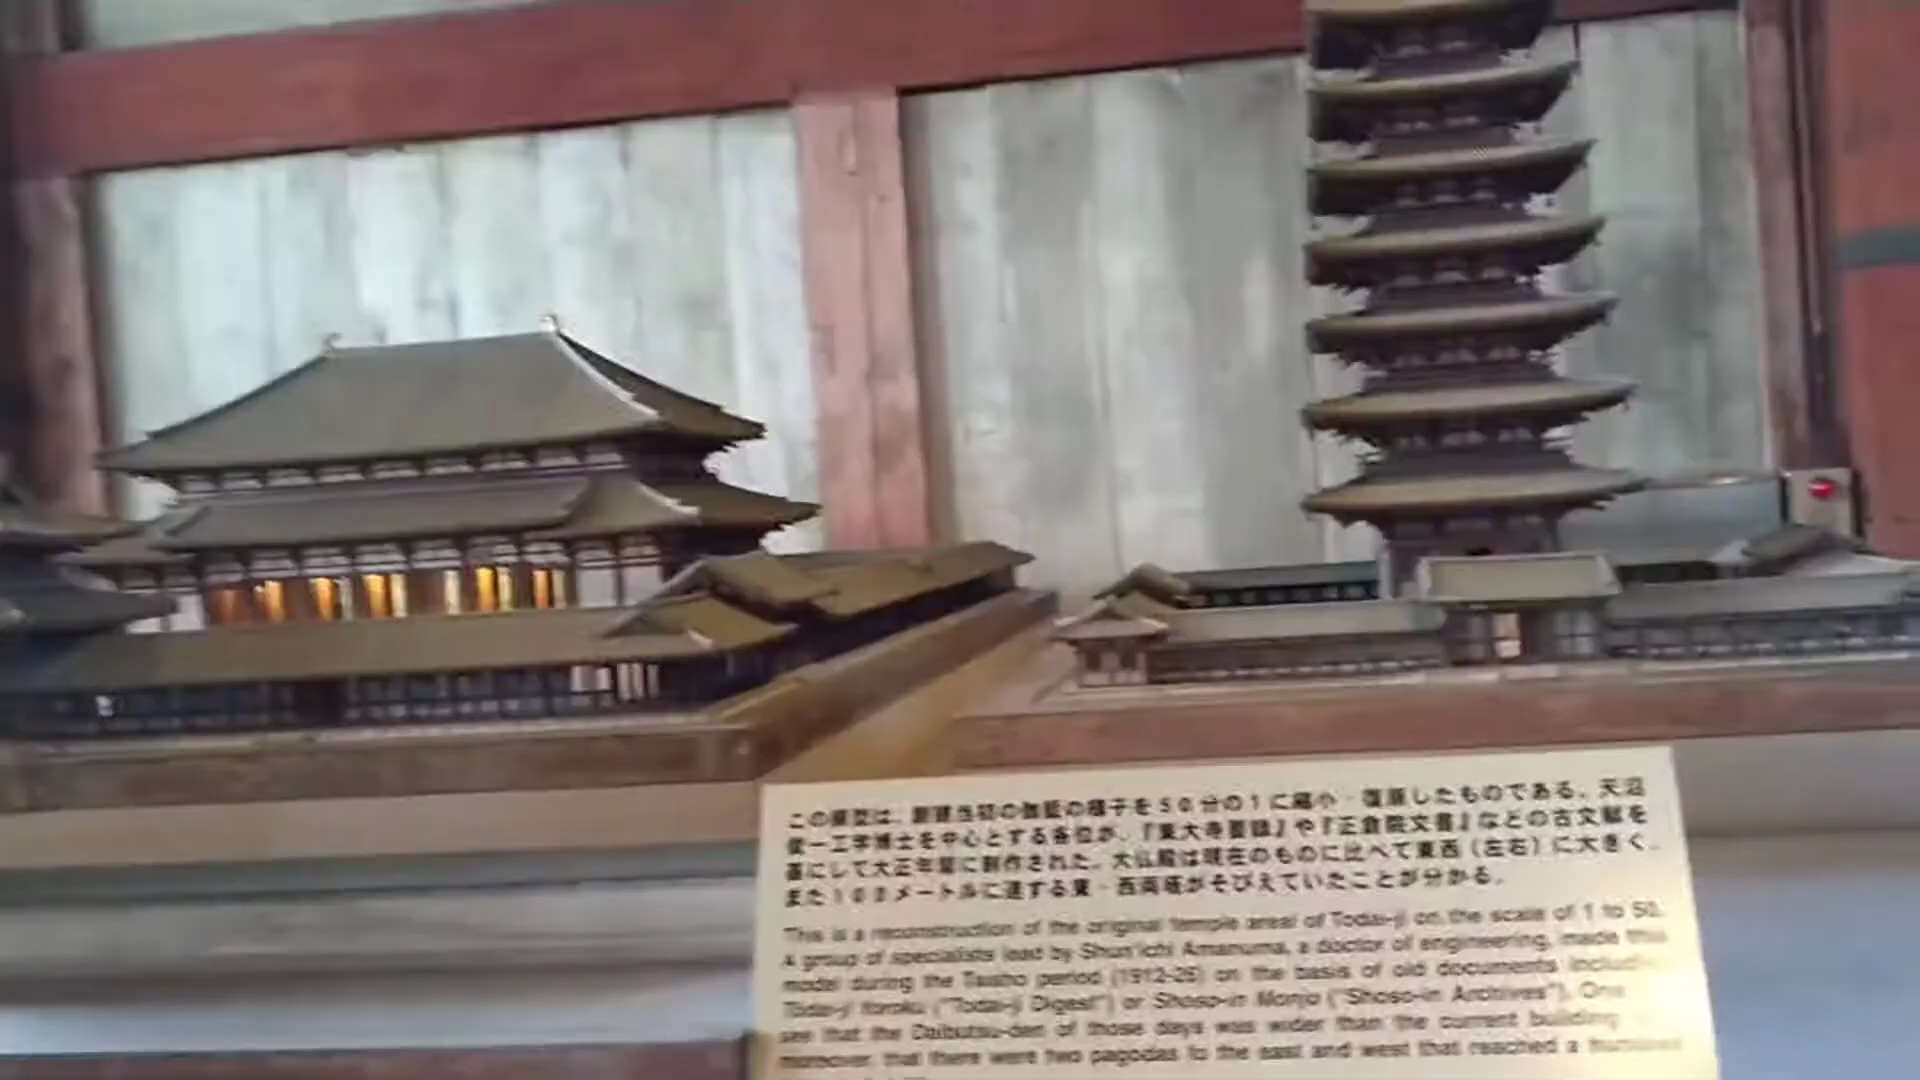 この模型は、創建当初の伽藍の様子を50分の1に縮小・復原したものである。天沼
俊一工学博士を中心とする各位が、『東大寺要録』や『正倉院文書』などの古文献を
基にして大正年間に制作された。大仏殿は現在のものに比べて東西（左右）に大きく、
また100メートルに達する東・西両塔がそびえていたことが分かる。
This is a reconstruction of the original temple areal of Todai-ji on the scale of 1 to 50.
A group of specialists lead by Shun'ichi Amanuma, a doctor of engineering, made this
model during the Taisho period (1912-26) on the basis of old documents
Todai-ji Yoroku ("Todai-ji Digest") or Shoso-in Monjo ("Shoso-in Archives"). One
see that the Daibutsu-den of those days was wider than the current building
moreover that there were two pagodas to the east and west that reached a